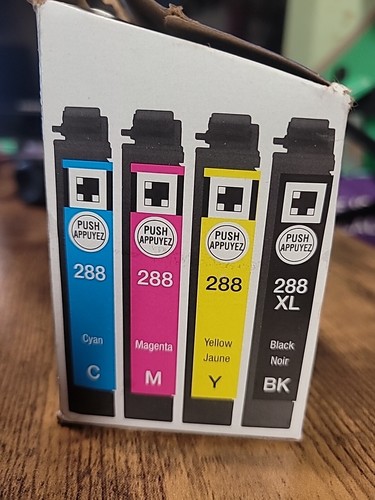 PUSH
APPUYEZ
288
Cyan
C
PUSH
APPUYEZ
288
Magenta
M
PUSH
APPUYEZ
288
Yellow
Jaune
Y
PUSH
APPUYEZ
288
XL
Black
Noir
BK